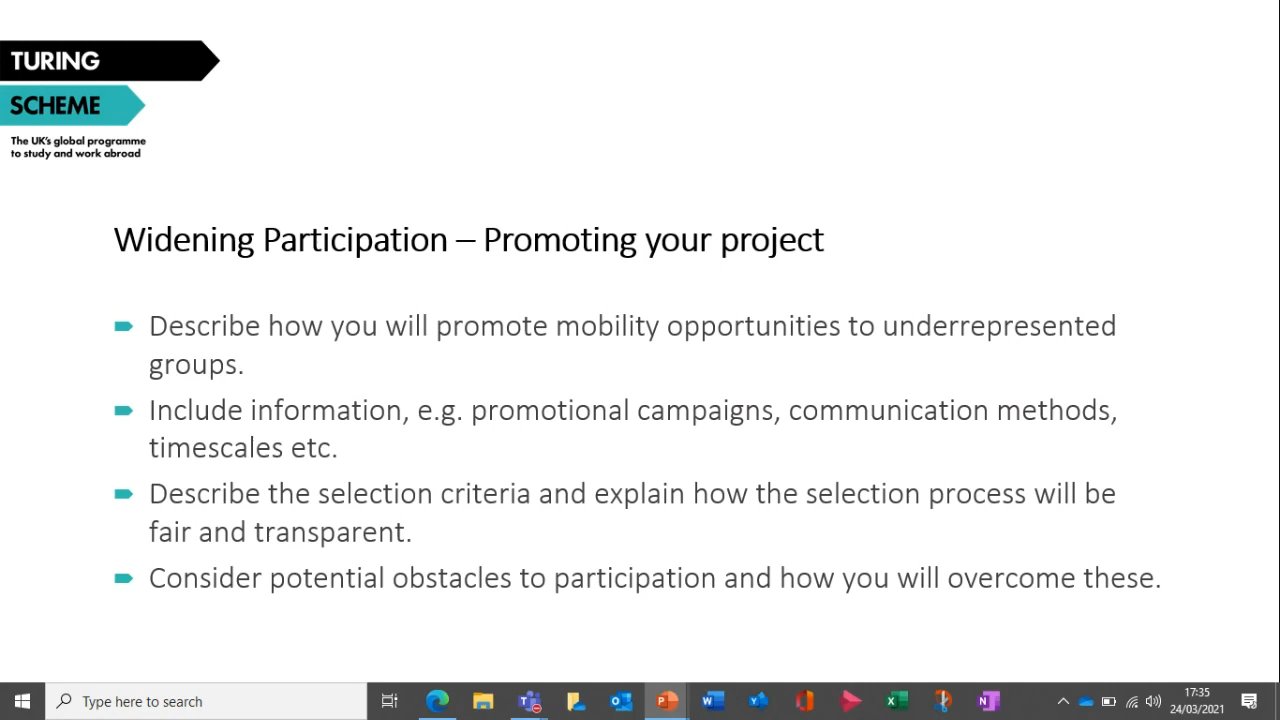 TURING
SCHEME
The UK's global programme
to study and work abroad
Widening Participation – Promoting your project
Describe how you will promote mobility opportunities to underrepresented
groups.
Include information, e.g. promotional campaigns, communication methods,
timescales etc.
Describe the selection criteria and explain how the selection process will be
fair and transparent.
Consider potential obstacles to participation and how you will overcome these.
Type here to search
17:35
24/03/2021